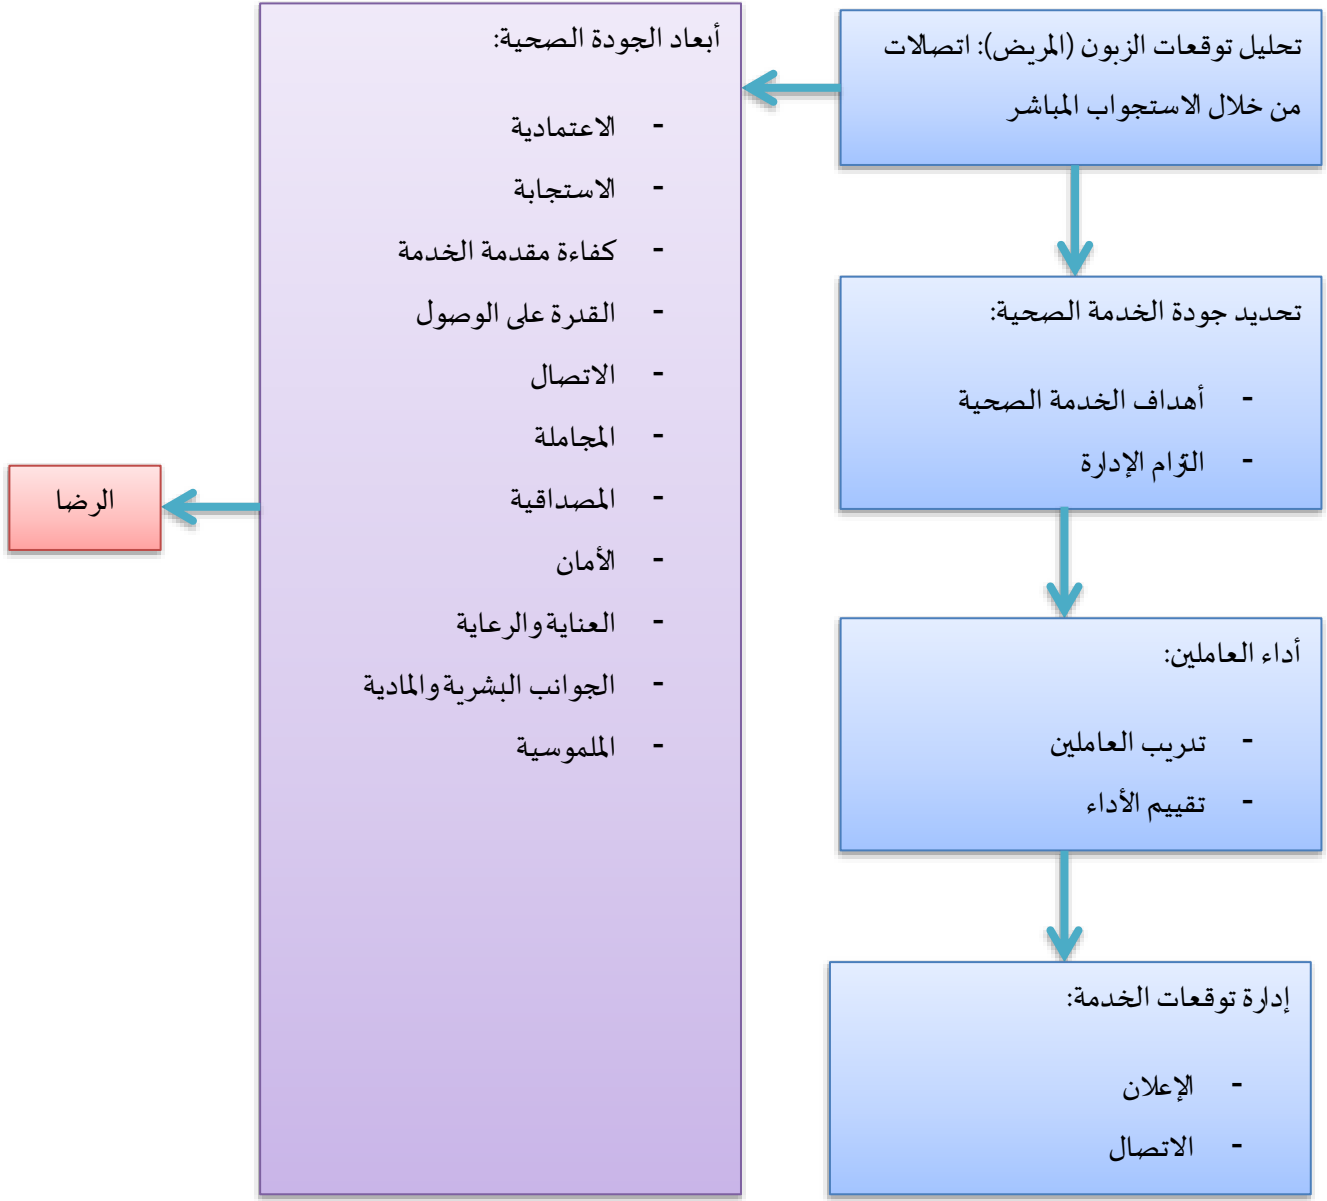 تحليل توقعات الزبون (المريض): اتصالات
من خلال الاستجواب المباشر
تحديد جودة الخدمة الصحية:
- أهداف الخدمة الصحية
- التزام الإدارة
أداء العاملين:
- تدريب العاملين
- تقييم الأداء
إدارة توقعات الخدمة:
- الإعلان
- الاتصال
أبعاد الجودة الصحية:
- الاعتمادية
- الاستجابة
- كفاءة مقدمة الخدمة
- القدرة على الوصول
- الاتصال
- المجاملة
- المصداقية
- الأمان
- العناية والرعاية
- الجوانب البشرية والمادية
- الملموسية
الرضا